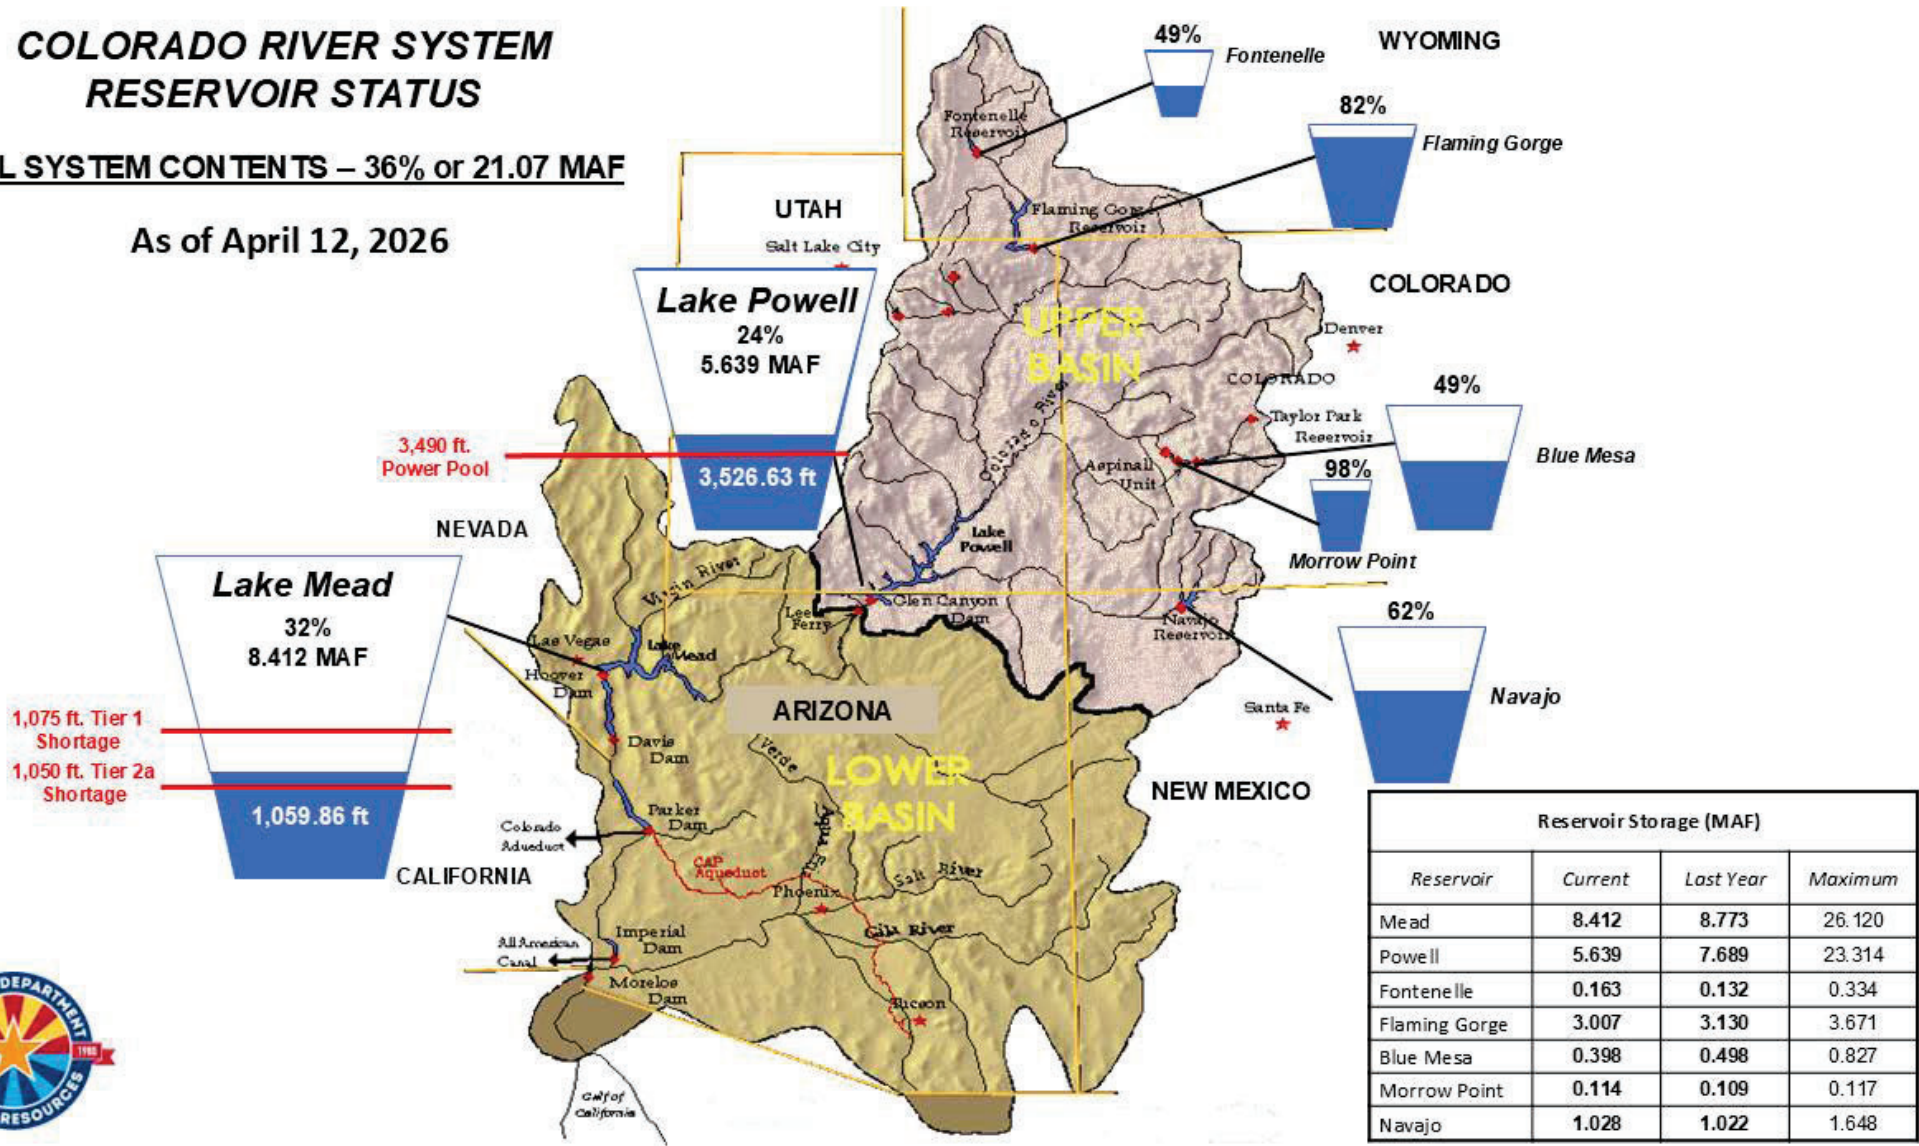 COLORADO RIVER SYSTEM
RESERVOIR STATUS
L SYSTEM CONTENTS – 36% or 21.07 MAF
As of April 12, 2026
WYOMING
49%
Fontenelle
82%
Flaming Gorge
Fontenelle
Reservoir
UTAH
Salt Lake City
Flaming Gorge
Reservoir
COLORADO
Lake Powell
24%
5.639 MAF
3,526.63 ft
3,490 ft.
Power Pool
UPPER
BASIN
Denver
COLORADO
Taylor Park
Reservoir
Colorado River
Aspinall
Unit
49%
Blue Mesa
98%
Morrow Point
NEVADA
Lake
Powell
Virgin River
Lee
Ferry
Glen Canyon
Dam
Navajo
Reservoir
62%
Navajo
Lake Mead
32%
8.412 MAF
1,075 ft. Tier 1
Shortage
1,050 ft. Tier 2a
Shortage
1,059.86 ft
Las Vegas
Lake
Mead
Hoover
Dam
ARIZONA
Santa Fe
Davis
Dam
Verde
LOWER
BASIN
NEW MEXICO
Parker
Dam
Colorado
Aqueduct
Agua
CALIFORNIA
CAP
Aqueduct
Salt River
Phoenix
Gila River
Imperial
Dam
All American
Canal
Morelos
Dam
Tucson
Gulf of
California
DEPARTMENT
1980
RESOURCES
Reservoir Storage (MAF)
Reservoir Current Last Year Maximum
Mead 8.412 8.773 26.120
Powell 5.639 7.689 23.314
Fontenelle 0.163 0.132 0.334
Flaming Gorge 3.007 3.130 3.671
Blue Mesa 0.398 0.498 0.827
Morrow Point 0.114 0.109 0.117
Navajo 1.028 1.022 1.648